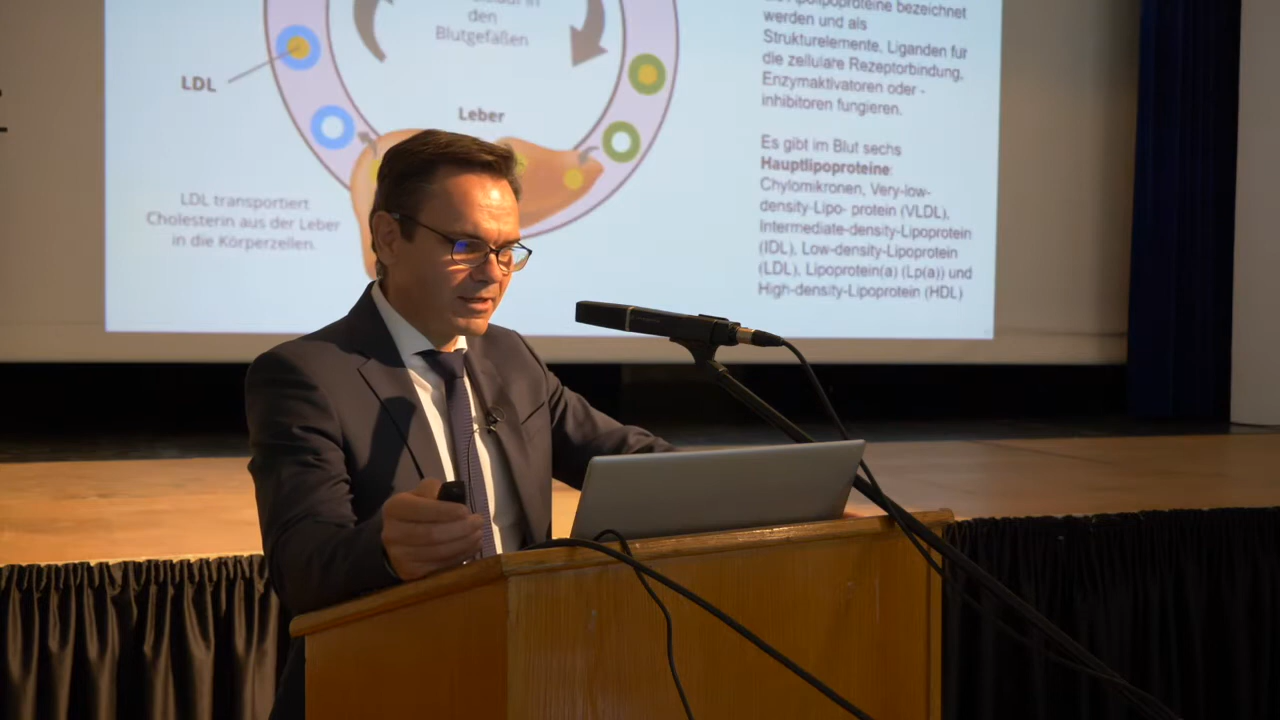 den
Blutgefäßen
LDL
Leber
LDL transportiert
Cholesterin aus der Leber
in die Körperzellen.
Apolipoproteine bezeichnet
werden und als
Strukturelemente, Liganden für
die zelluläre Rezeptorbindung,
Enzymaktivatoren oder -
inhibitoren fungieren.
Es gibt im Blut sechs
Hauptlipoproteine:
Chylomikronen, Very-low-
density-Lipo- protein (VLDL),
Intermediate-density-Lipoprotein
(IDL), Low-density-Lipoprotein
(LDL), Lipoprotein(a) (Lp(a)) und
High-density-Lipoprotein (HDL)